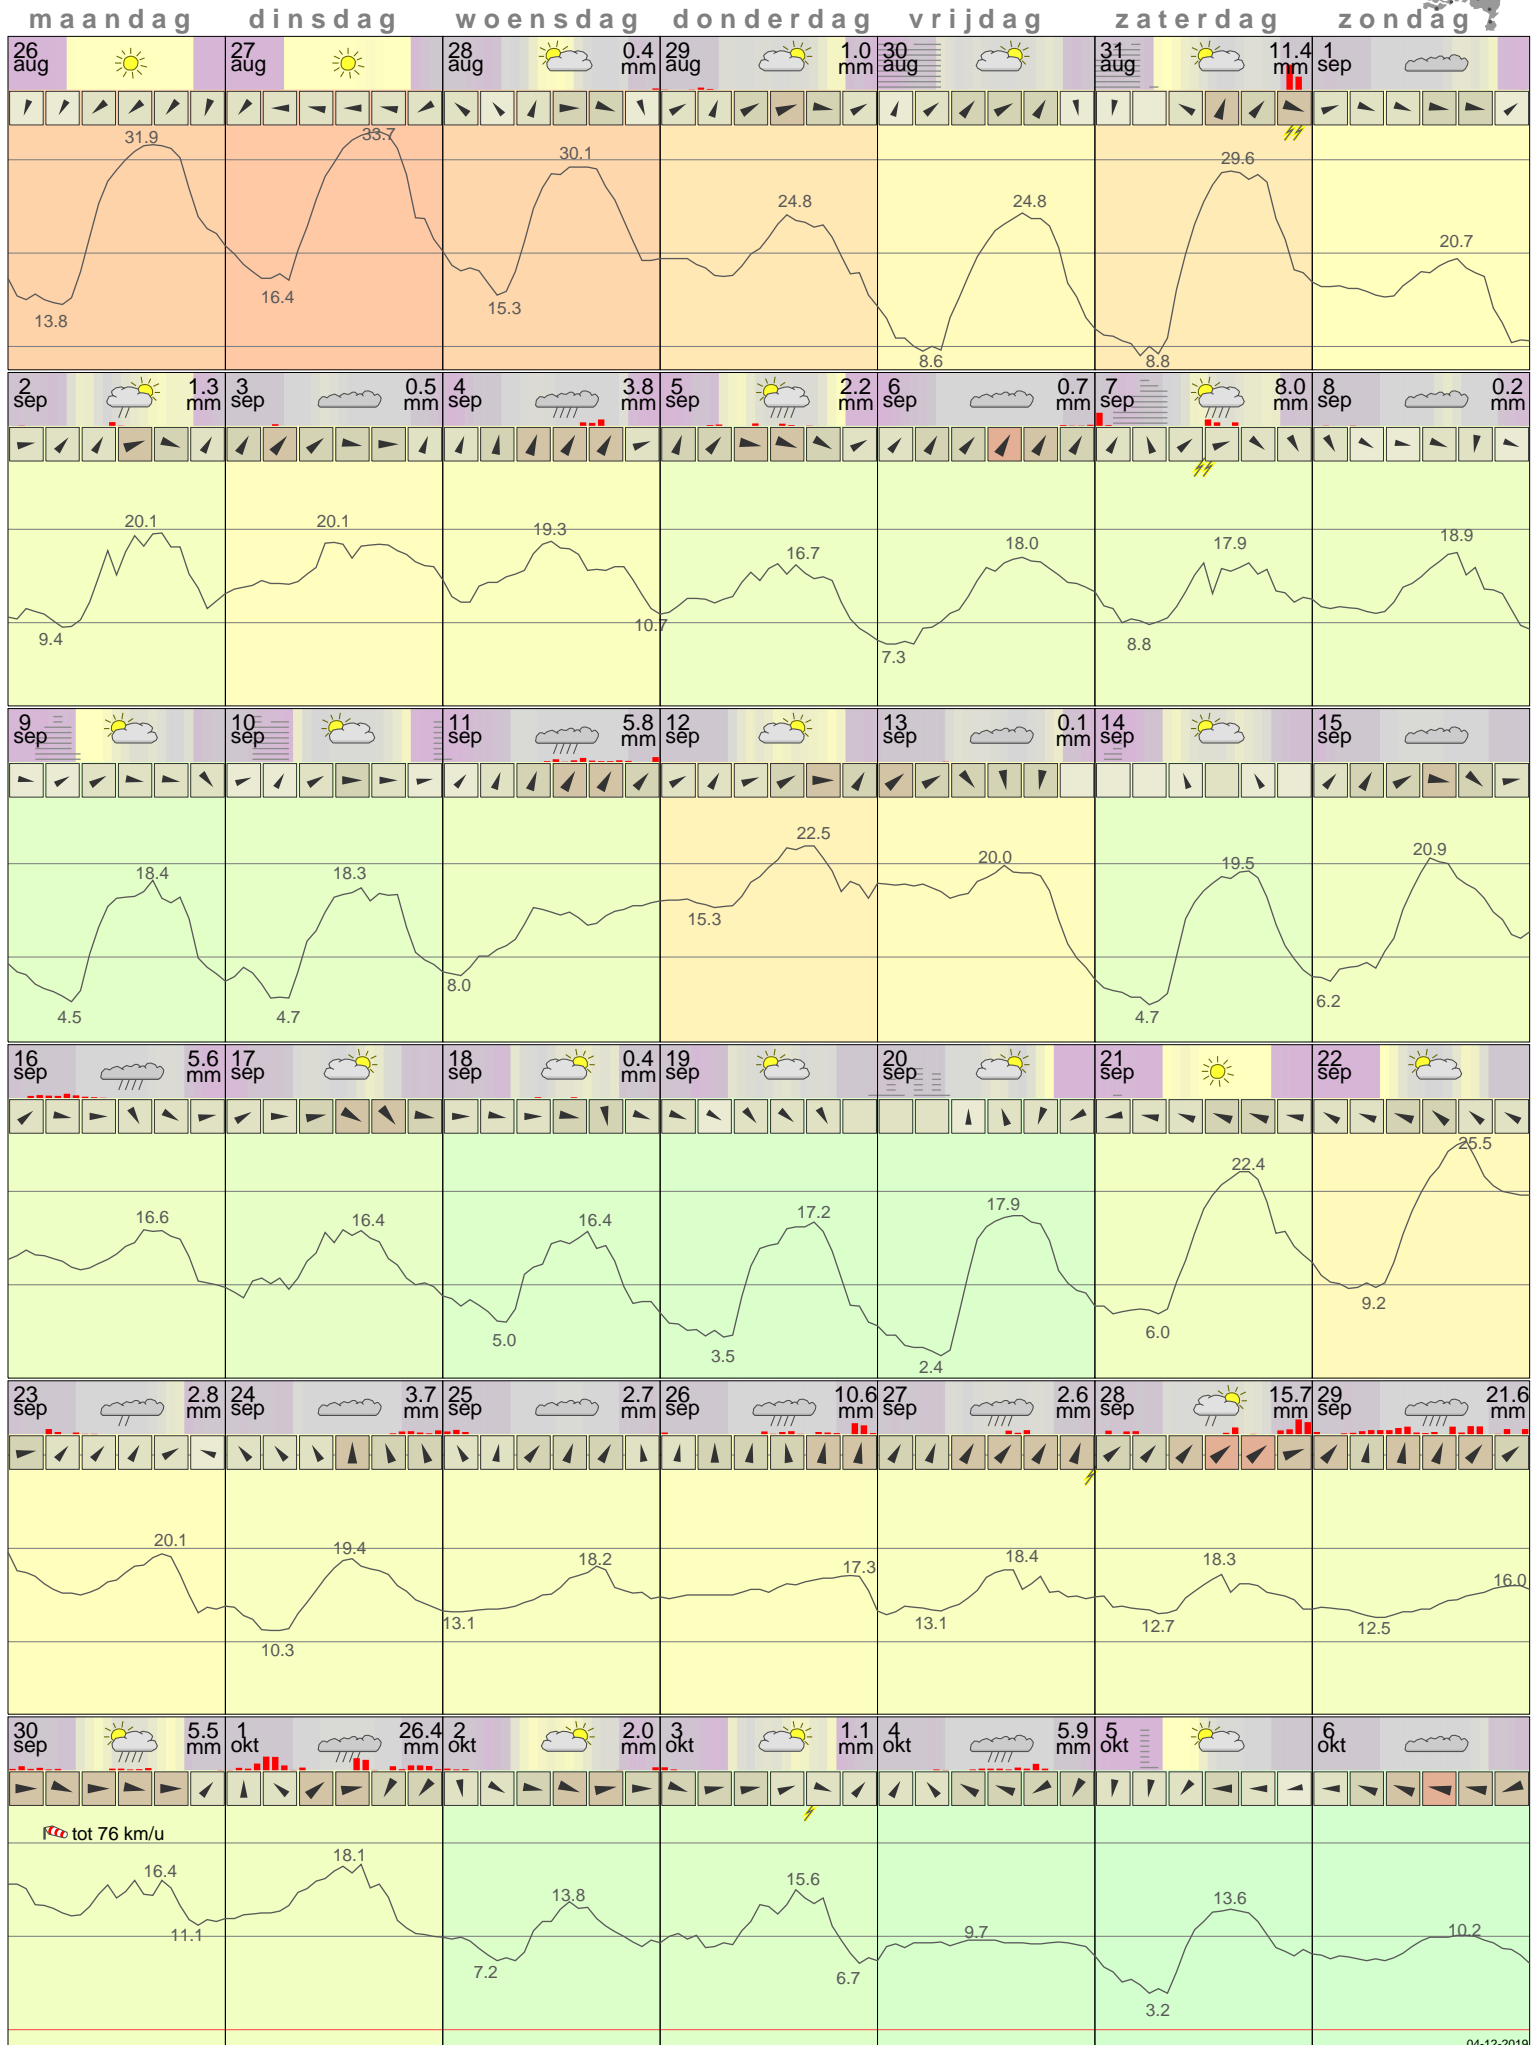 maandag dinsdag woensdag donderdag vrijdag zaterdag zondag
26 aug
27 aug
28 aug 0.4 mm
29 aug 1.0 mm
30 aug
31 aug 11.4 mm
1 sep
31.9 33.7 30.1 24.8 24.8 29.6 20.7
13.8 16.4 15.3 8.6 8.8
2 sep 1.3 mm
3 sep 0.5 mm
4 sep 3.8 mm
5 sep 2.2 mm
6 sep 0.7 mm
7 sep 8.0 mm
8 sep 0.2 mm
20.1 20.1 19.3 16.7 18.0 17.9 18.9
9.4 10.7 7.3 8.8
9 sep
10 sep
11 sep 5.8 mm
12 sep
13 sep 0.1 mm
14 sep
15 sep
18.4 18.3 22.5 20.0 19.5 20.9
4.5 4.7 8.0 15.3 4.7 6.2
16 sep 5.6 mm
17 sep
18 sep 0.4 mm
19 sep
20 sep
21 sep
22 sep
16.6 16.4 16.4 17.2 17.9 22.4 25.5
5.0 3.5 2.4 6.0 9.2
23 sep 2.8 mm
24 sep 3.7 mm
25 sep 2.7 mm
26 sep 10.6 mm
27 sep 2.6 mm
28 sep 15.7 mm
29 sep 21.6 mm
20.1 19.4 18.2 17.3 18.4 18.3 16.0
10.3 13.1 13.1 12.7 12.5
30 sep 5.5 mm
1 okt 26.4 mm
2 okt 2.0 mm
3 okt 1.1 mm
4 okt 5.9 mm
5 okt
6 okt
tot 76 km/u
16.4 18.1 13.8 15.6 9.7 13.6 10.2
11.1 7.2 6.7 3.2
04-12-2019